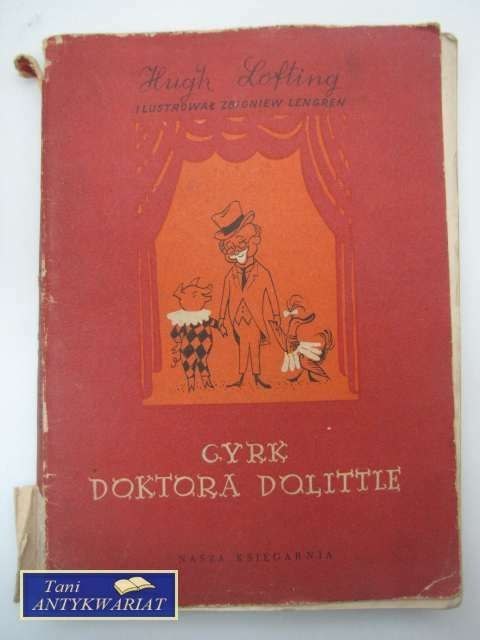 Hugh Lofting
ILUSTROWAŁ ZBIGNIEW LENGREN
CYRK
DOKTORA DOLITTLE
NASZA KSIĘGARNIA
Tani
ANTYKWARIAT